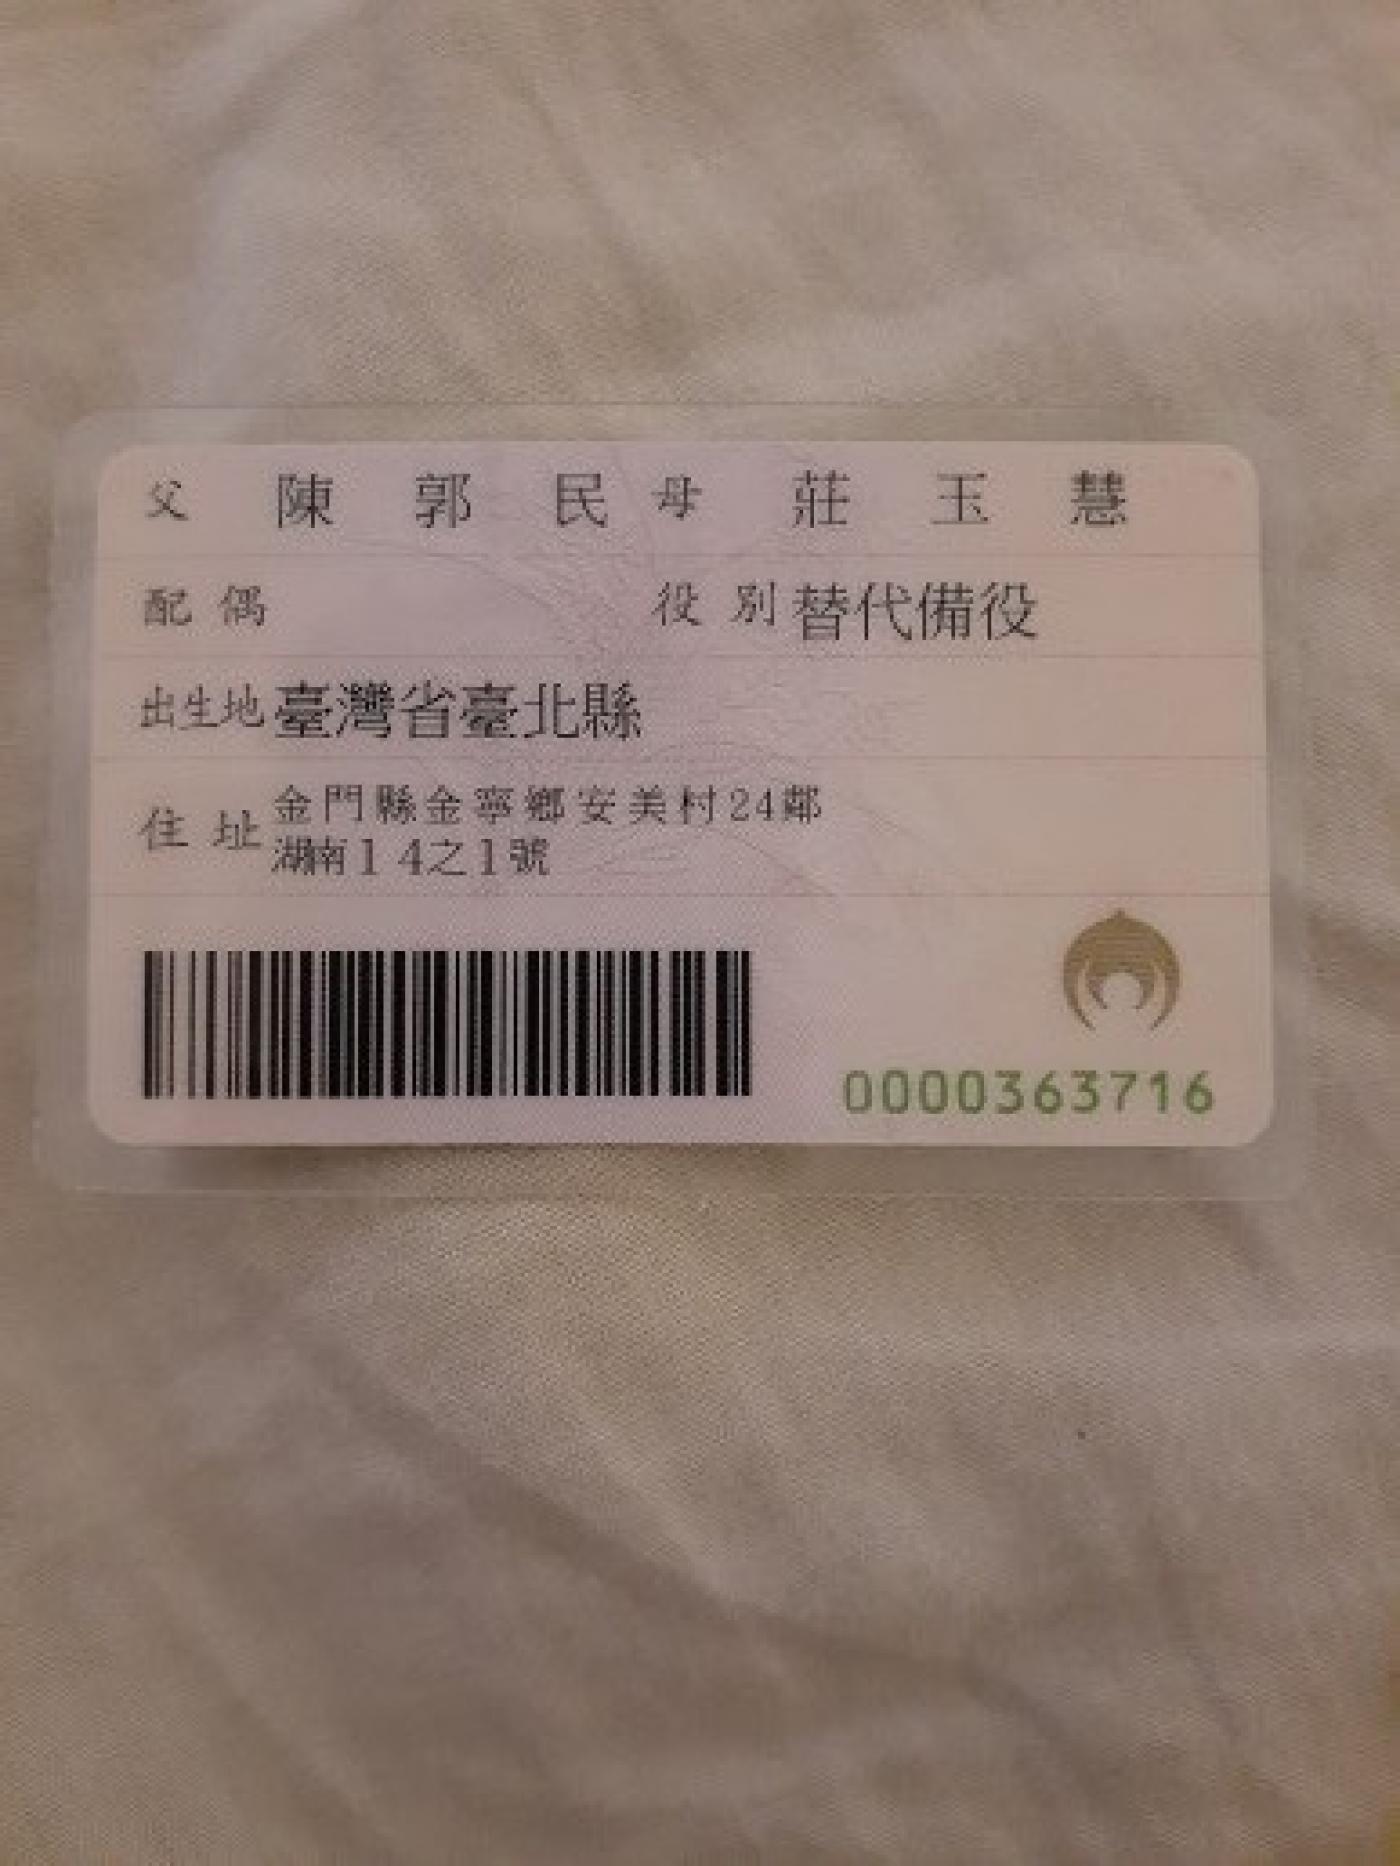 父 陳郭民 母 莊玉慧
配偶 役別 替代備役
出生地 臺灣省臺北縣
住址 金門縣金寧鄉安美村24鄰
湖南14之1號
0000363716